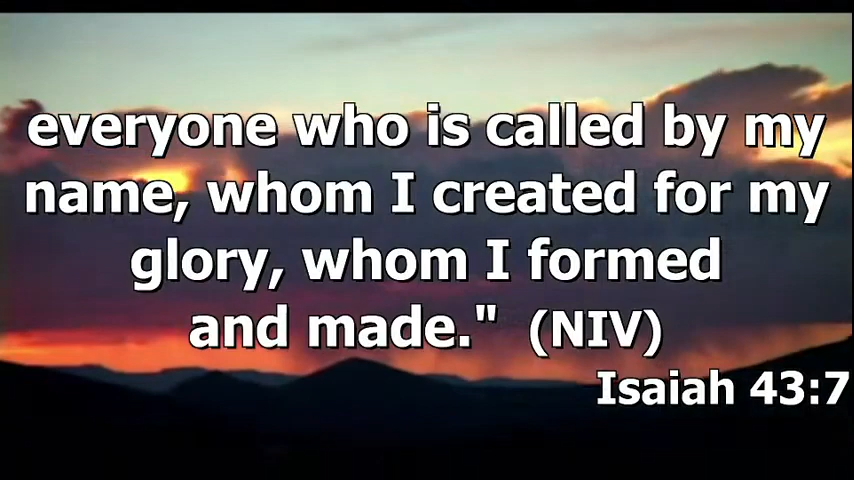 everyone who is called by my
name, whom I created for my
glory, whom I formed
and made."  (NIV)
Isaiah 43:7